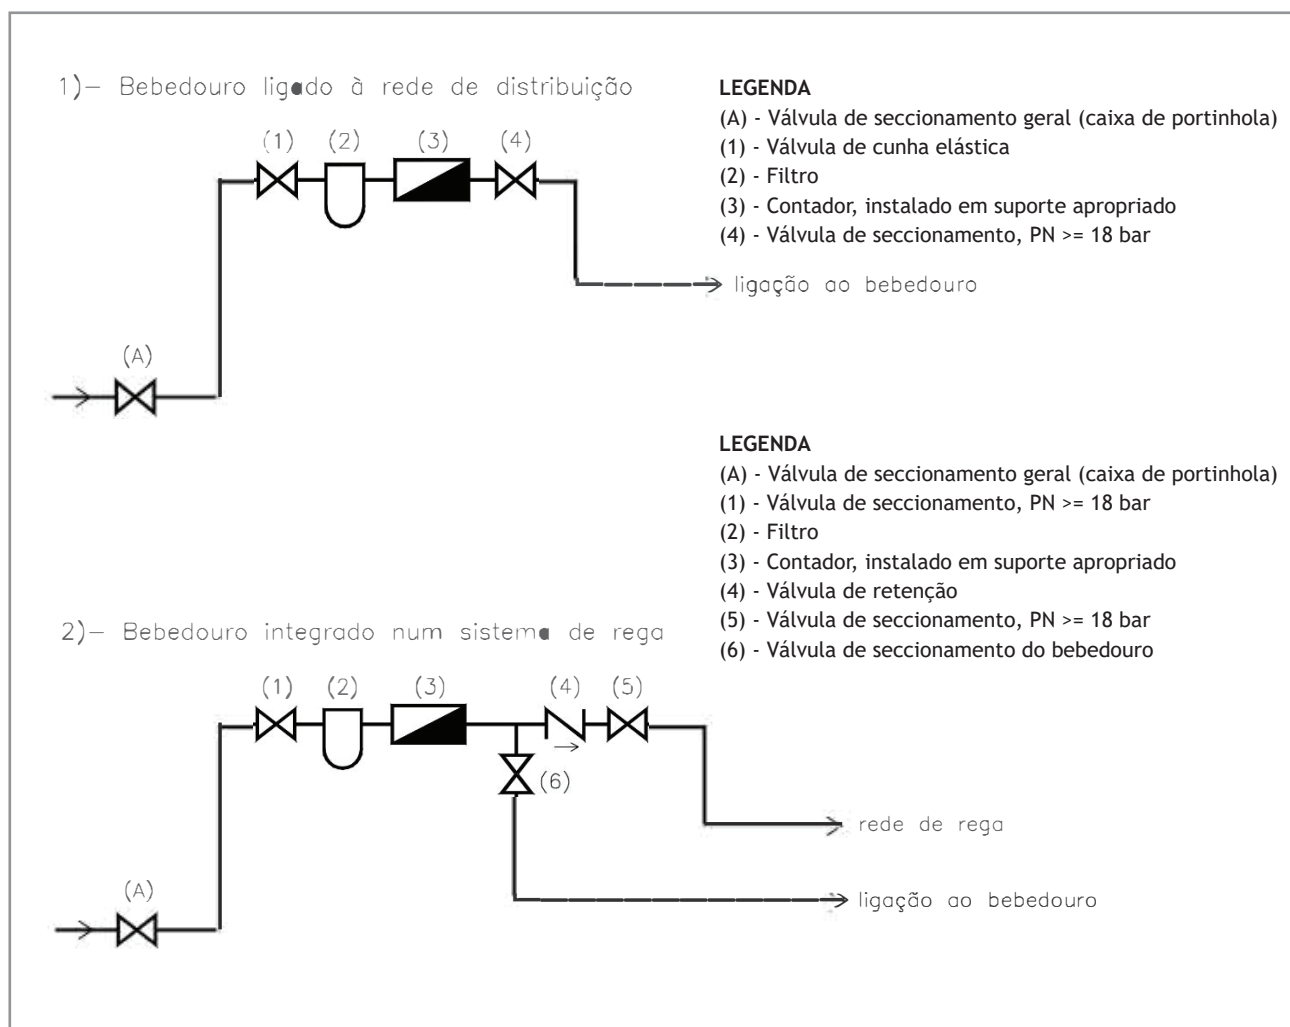 1)– Bebedouro ligado à rede de distribuição
(1) (2) (3) (4)
ligação ao bebedouro
(A)
LEGENDA
(A) - Válvula de seccionamento geral (caixa de portinhola)
(1) - Válvula de cunha elástica
(2) - Filtro
(3) - Contador, instalado em suporte apropriado
(4) - Válvula de seccionamento, PN >= 18 bar
LEGENDA
(A) - Válvula de seccionamento geral (caixa de portinhola)
(1) - Válvula de seccionamento, PN >= 18 bar
(2) - Filtro
(3) - Contador, instalado em suporte apropriado
(4) - Válvula de retenção
(5) - Válvula de seccionamento, PN >= 18 bar
(6) - Válvula de seccionamento do bebedouro
2)– Bebedouro integrado num sistema de rega
(1) (2) (3) (4) (5)
(6)
rede de rega
(A)
ligação ao bebedouro